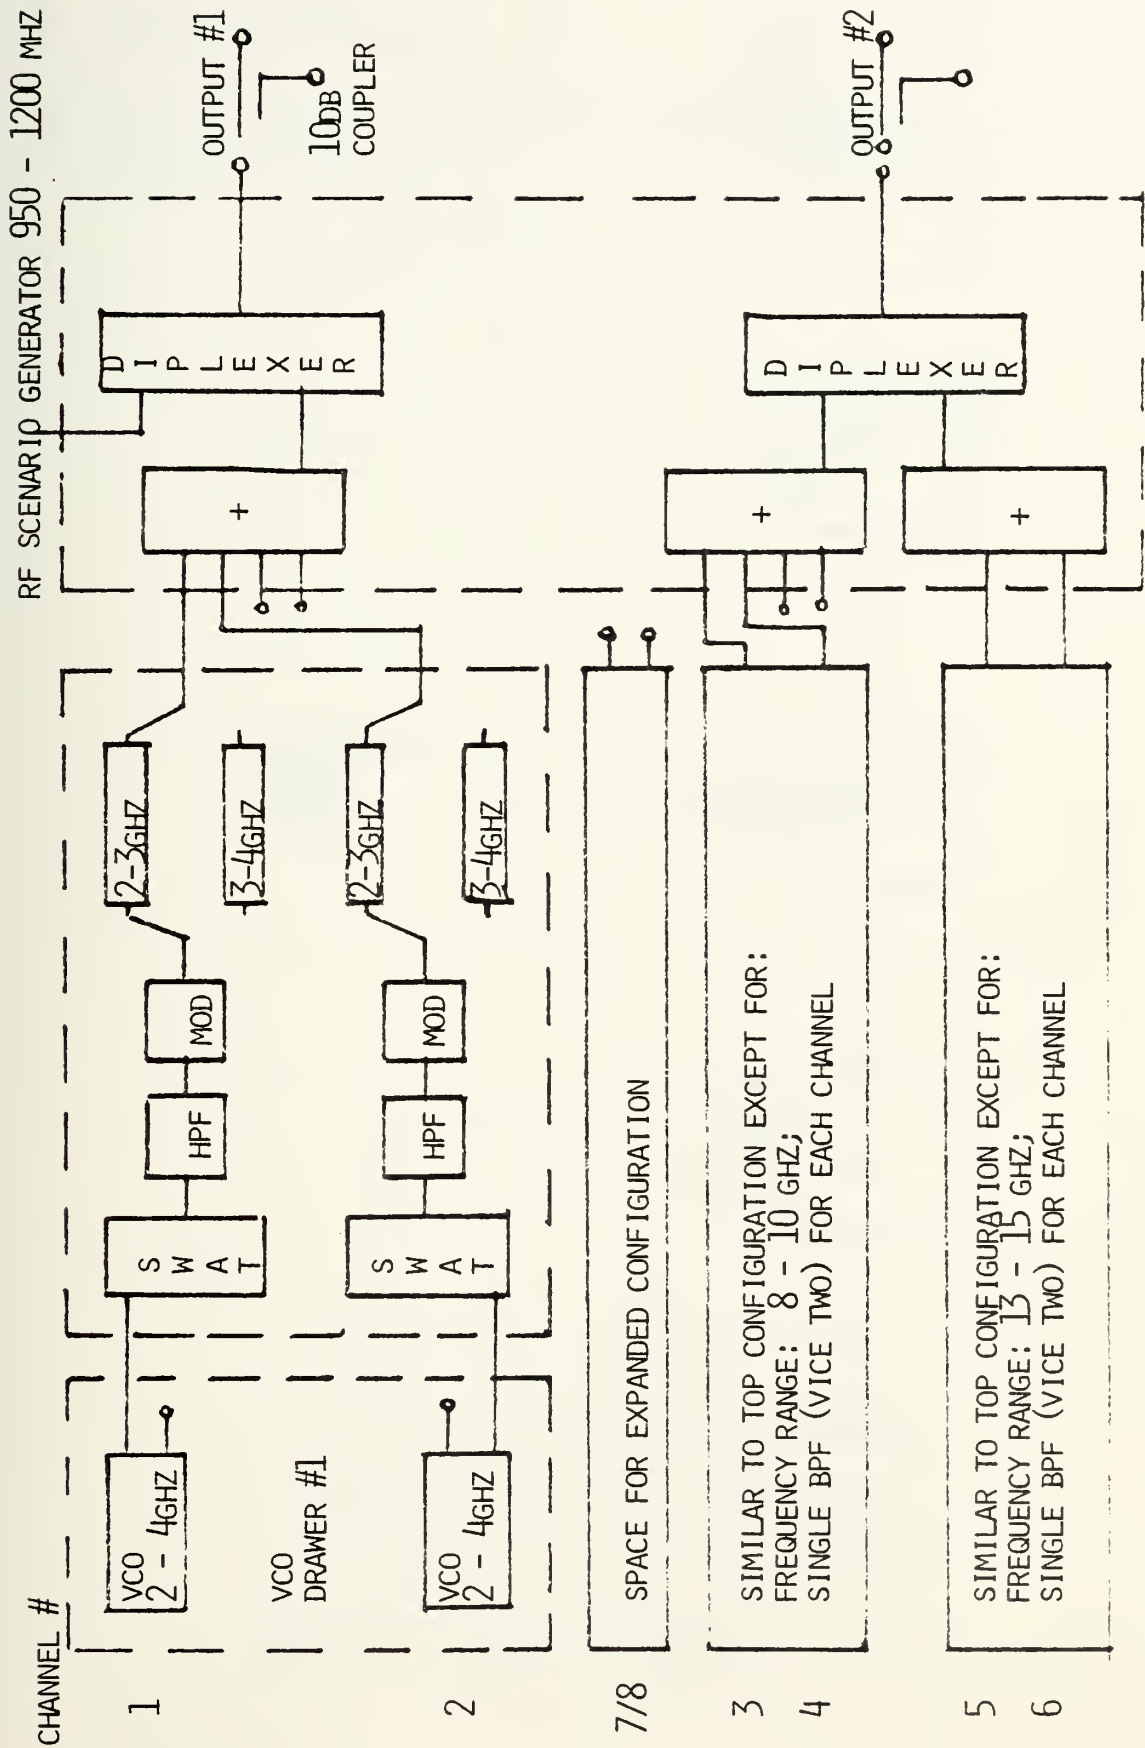 RF SCENARIO GENERATOR 950 - 1200 MHZ
CHANNEL #
1
VCO
2 - 4GHZ
SWAT
HPF
MOD
2-3GHZ
3-4GHZ
+
DIPLEXER
OUTPUT #1
10DB
COUPLER
VCO
DRAWER #1
2
VCO
2 - 4GHZ
SWAT
HPF
MOD
2-3GHZ
3-4GHZ
7/8
SPACE FOR EXPANDED CONFIGURATION
3
4
SIMILAR TO TOP CONFIGURATION EXCEPT FOR:
FREQUENCY RANGE: 8 - 10 GHZ;
SINGLE BPF (VICE TWO) FOR EACH CHANNEL
+
DIPLEXER
OUTPUT #2
5
6
SIMILAR TO TOP CONFIGURATION EXCEPT FOR:
FREQUENCY RANGE: 13 - 15 GHZ;
SINGLE BPF (VICE TWO) FOR EACH CHANNEL
+